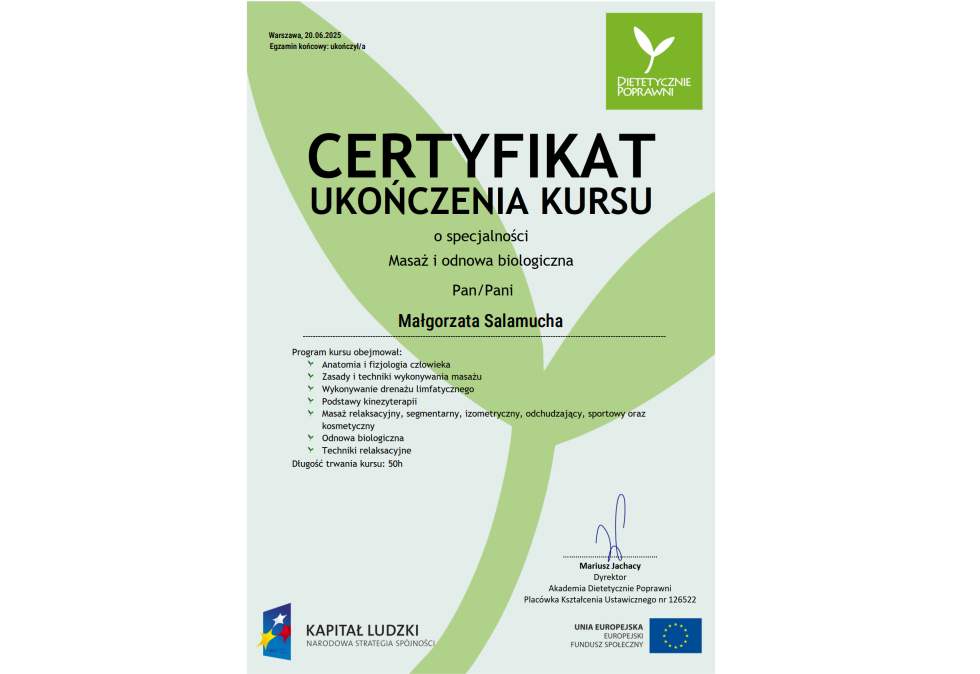 Warszawa, 20.06.2025
Egzamin końcowy: ukończył/a
DIETETYCZNIE
POPRAWNI
CERTYFIKAT
UKOŃCZENIA KURSU
o specjalności
Masaż i odnowa biologiczna
Pan/Pani
Małgorzata Salamucha
Program kursu obejmował:
Anatomia i fizjologia człowieka
Zasady i techniki wykonywania masażu
Wykonywanie drenażu limfatycznego
Podstawy kinezyterapii
Masaż relaksacyjny, segmentarny, izometryczny, odchudzający, sportowy oraz
kosmetyczny
Odnowa biologiczna
Techniki relaksacyjne
Długość trwania kursu: 50h
Mariusz Jachacy
Dyrektor
Akademia Dietetycznie Poprawni
Placówka Kształcenia Ustawicznego nr 126522
KAPITAŁ LUDZKI
NARODOWA STRATEGIA SPÓJNOŚCI
UNIA EUROPEJSKA
EUROPEJSKI
FUNDUSZ SPOŁECZNY